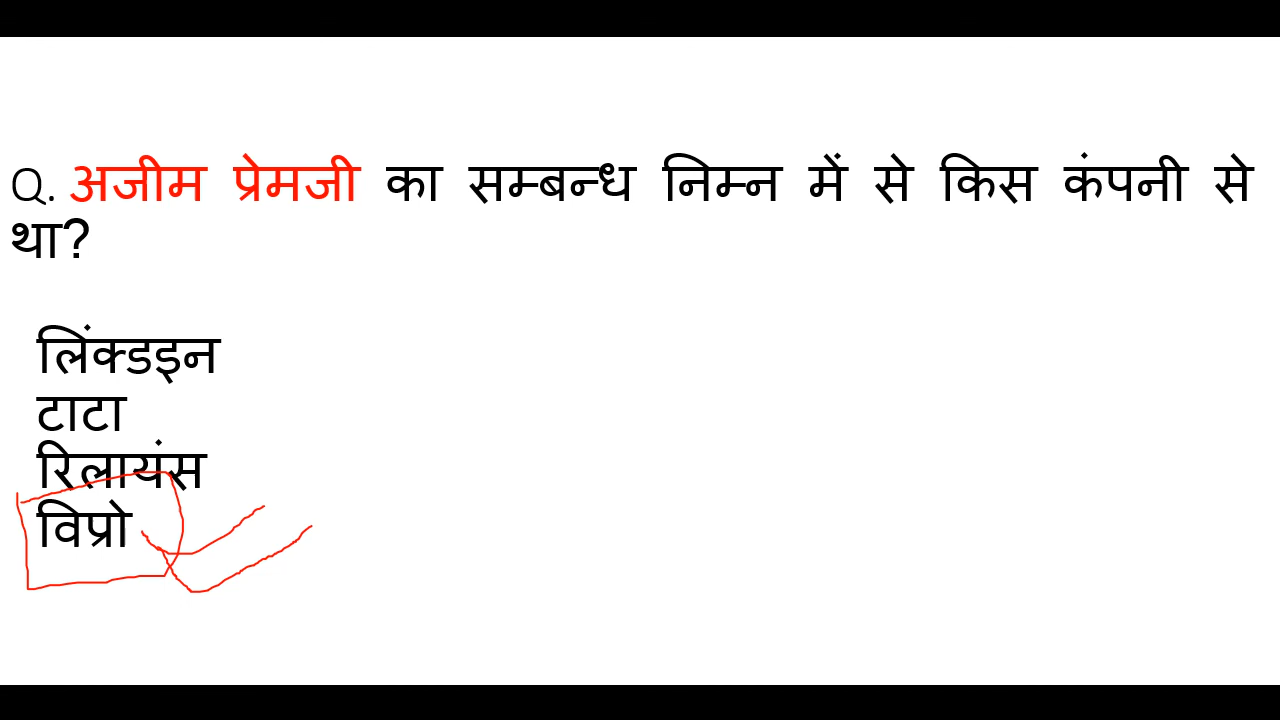 Q. अजीम प्रेमजी का सम्बन्ध निम्न में से किस कंपनी से
था?
लिंक्डइन
टाटा
रिलायंस
विप्रो